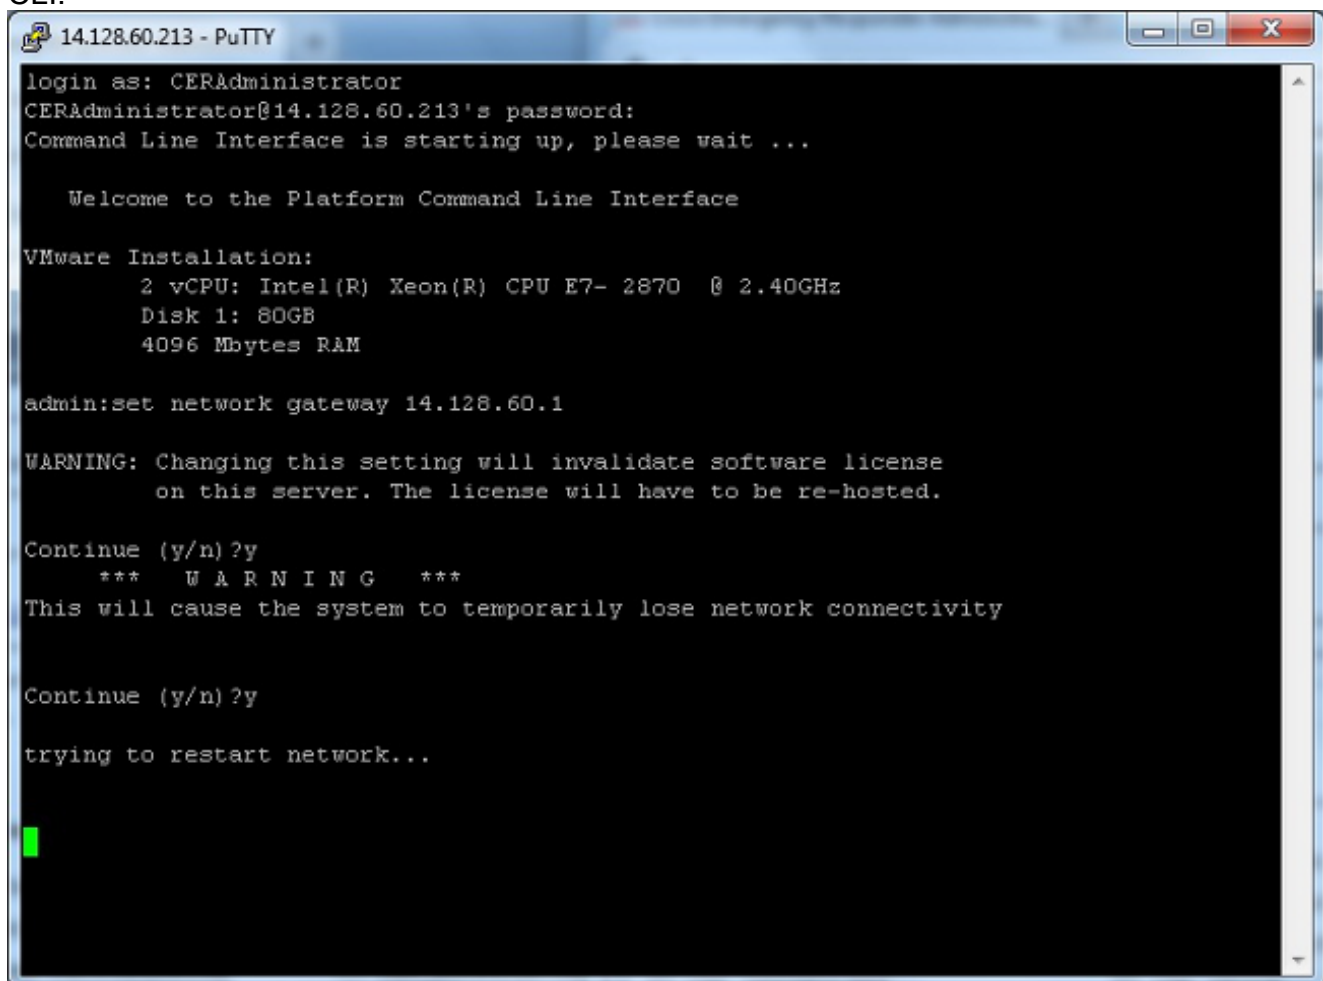 CLI.
14.128.60.213 - PuTTY
login as: CERAdministrator
CERAdministrator@14.128.60.213's password:
Command Line Interface is starting up, please wait ...
Welcome to the Platform Command Line Interface
VMware Installation:
2 vCPU: Intel(R) Xeon(R) CPU E7- 2870 @ 2.40GHz
Disk 1: 80GB
4096 Mbytes RAM
admin:set network gateway 14.128.60.1
WARNING: Changing this setting will invalidate software license
on this server. The license will have to be re-hosted.
Continue (y/n)?y
*** W A R N I N G ***
This will cause the system to temporarily lose network connectivity
Continue (y/n)?y
trying to restart network...